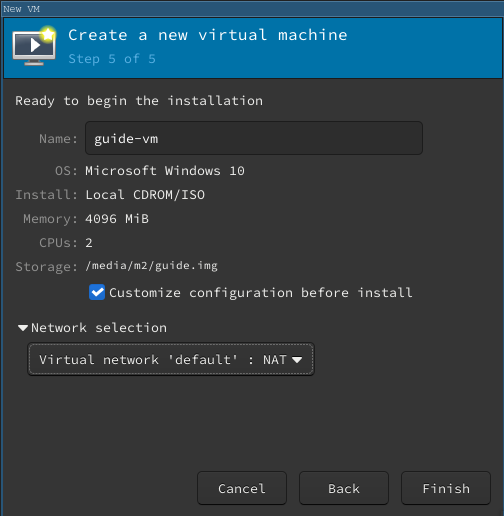 New VM
Create a new virtual machine
Step 5 of 5
Ready to begin the installation
Name: guide-vm
OS: Microsoft Windows 10
Install: Local CDROM/ISO
Memory: 4096 MiB
CPUs: 2
Storage: /media/m2/guide.img
Customize configuration before install
Network selection
Virtual network 'default' : NAT
Cancel Back Finish